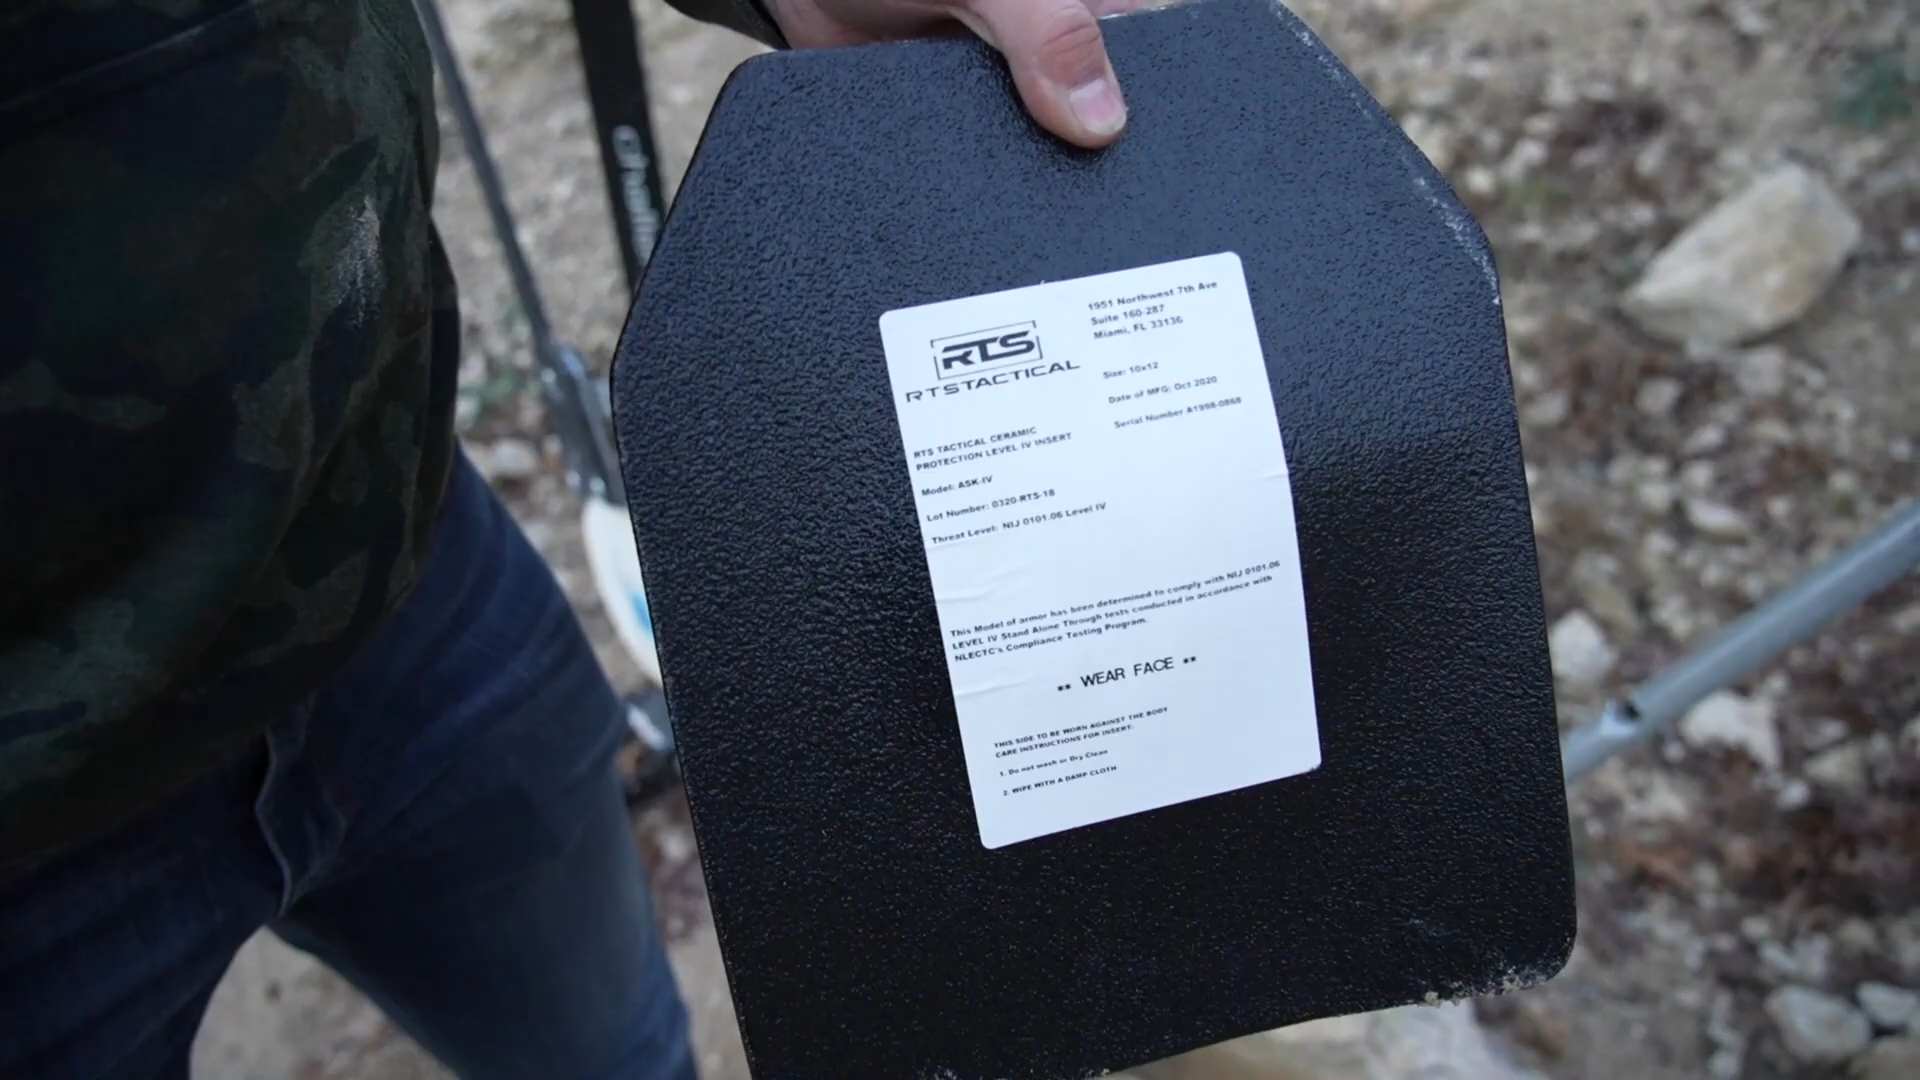 RTS
RTSTACTICAL
1951 Northwest 7th Ave
Suite 160-287
Miami, FL 33136
Size: 10x12
Date of MFG: Oct 2020
Serial Number A1998-0868
RTS TACTICAL CERAMIC
PROTECTION LEVEL IV INSERT
Model: ASK-IV
Lot Number: 0320-RTS-18
Threat Level: NIJ 0101.06 Level IV
This Model of armor has been determined to comply with NIJ 0101.06
LEVEL IV Stand Alone Through tests conducted in accordance with
NLECTC's Compliance Testing Program.
** WEAR FACE **
THIS SIDE TO BE WORN AGAINST THE BODY
CARE INSTRUCTIONS FOR INSERT:
1. Do not wash or Dry Clean
2. WIPE WITH A DAMP CLOTH